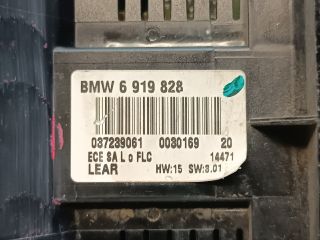 BMW 6 919 828
037239061 0030169 20
ECE SA L o FLC 14471
LEAR HW:15 SW:3.01